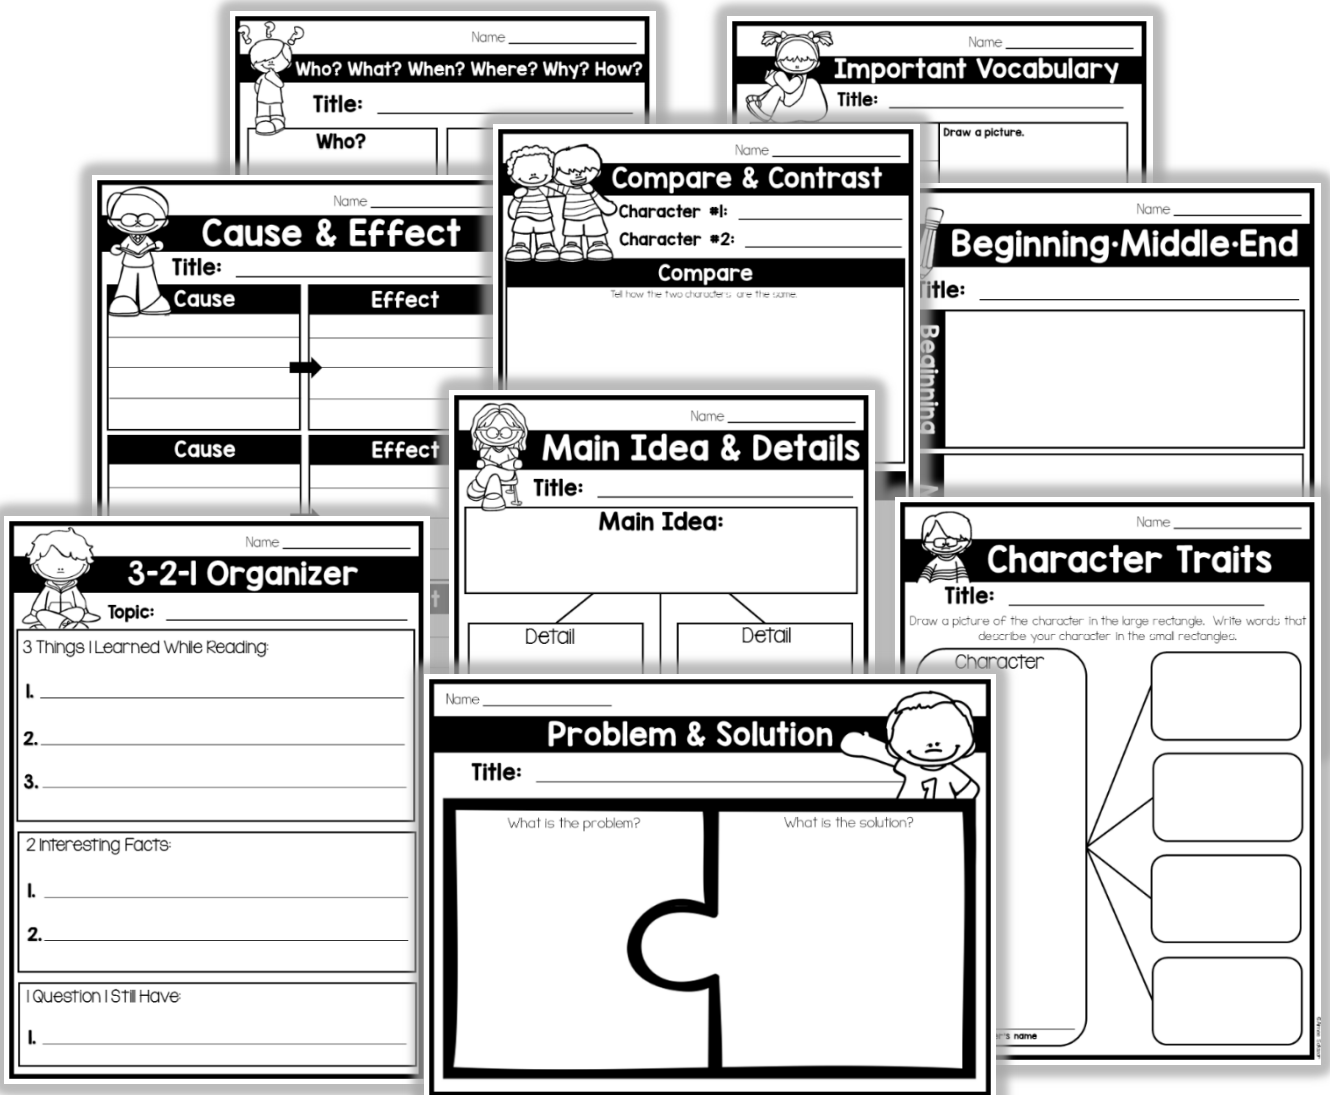 Name
Who? What? When? Where? Why? How?
Title:
Who?
Name
Important Vocabulary
Title:
Draw a picture.
Name
Cause & Effect
Title:
Cause Effect
Cause Effect
Name
Compare & Contrast
Character #1:
Character #2:
Compare
Tell how the two characters are the same.
Name
Beginning·Middle·End
Title:
Beginning
Name
Main Idea & Details
Title:
Main Idea:
Detail Detail
Name
3-2-1 Organizer
Topic:
3 Things I Learned While Reading:
1.
2.
3.
2 Interesting Facts:
1.
2.
1 Question I Still Have:
1.
Name
Character Traits
Title:
Draw a picture of the character in the large rectangle. Write words that
describe your character in the small rectangles.
Character
name
Name
Problem & Solution
Title:
What is the problem? What is the solution?
1